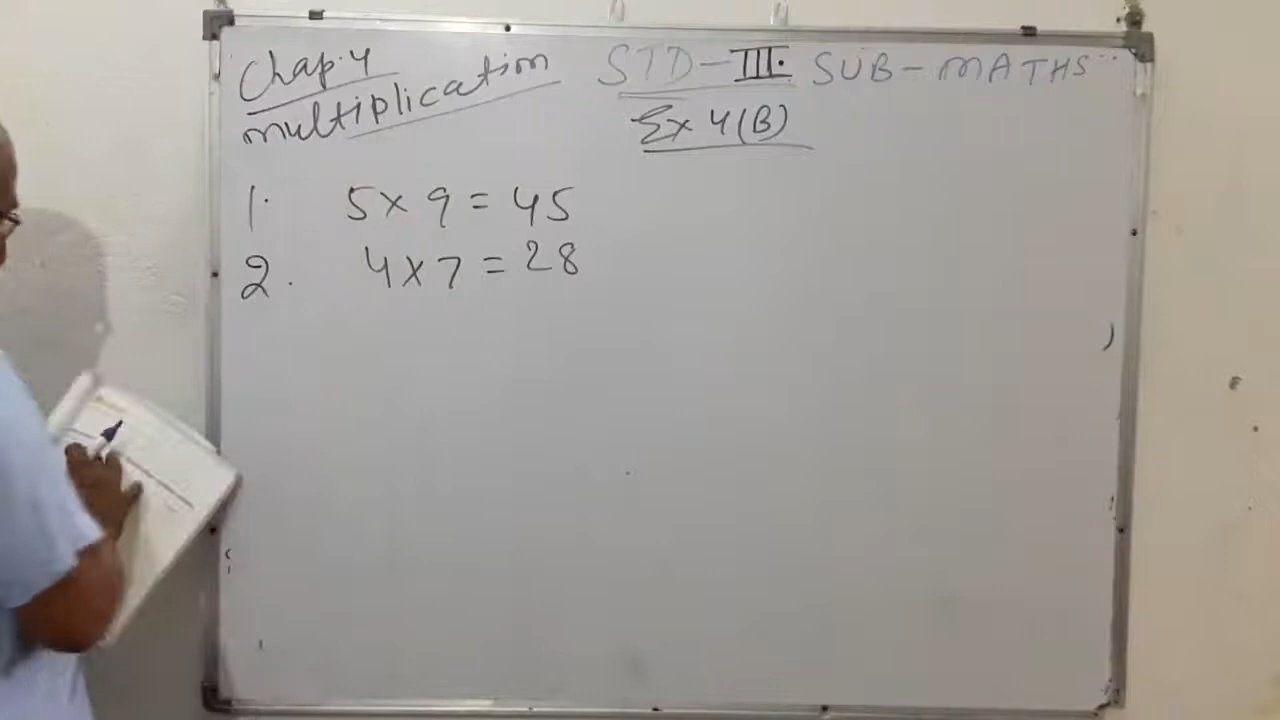 Chap. 4
multiplication
STD-III. SUB-MATHS
Ex 4(B)
1. 5 × 9 = 45
2. 4 × 7 = 28